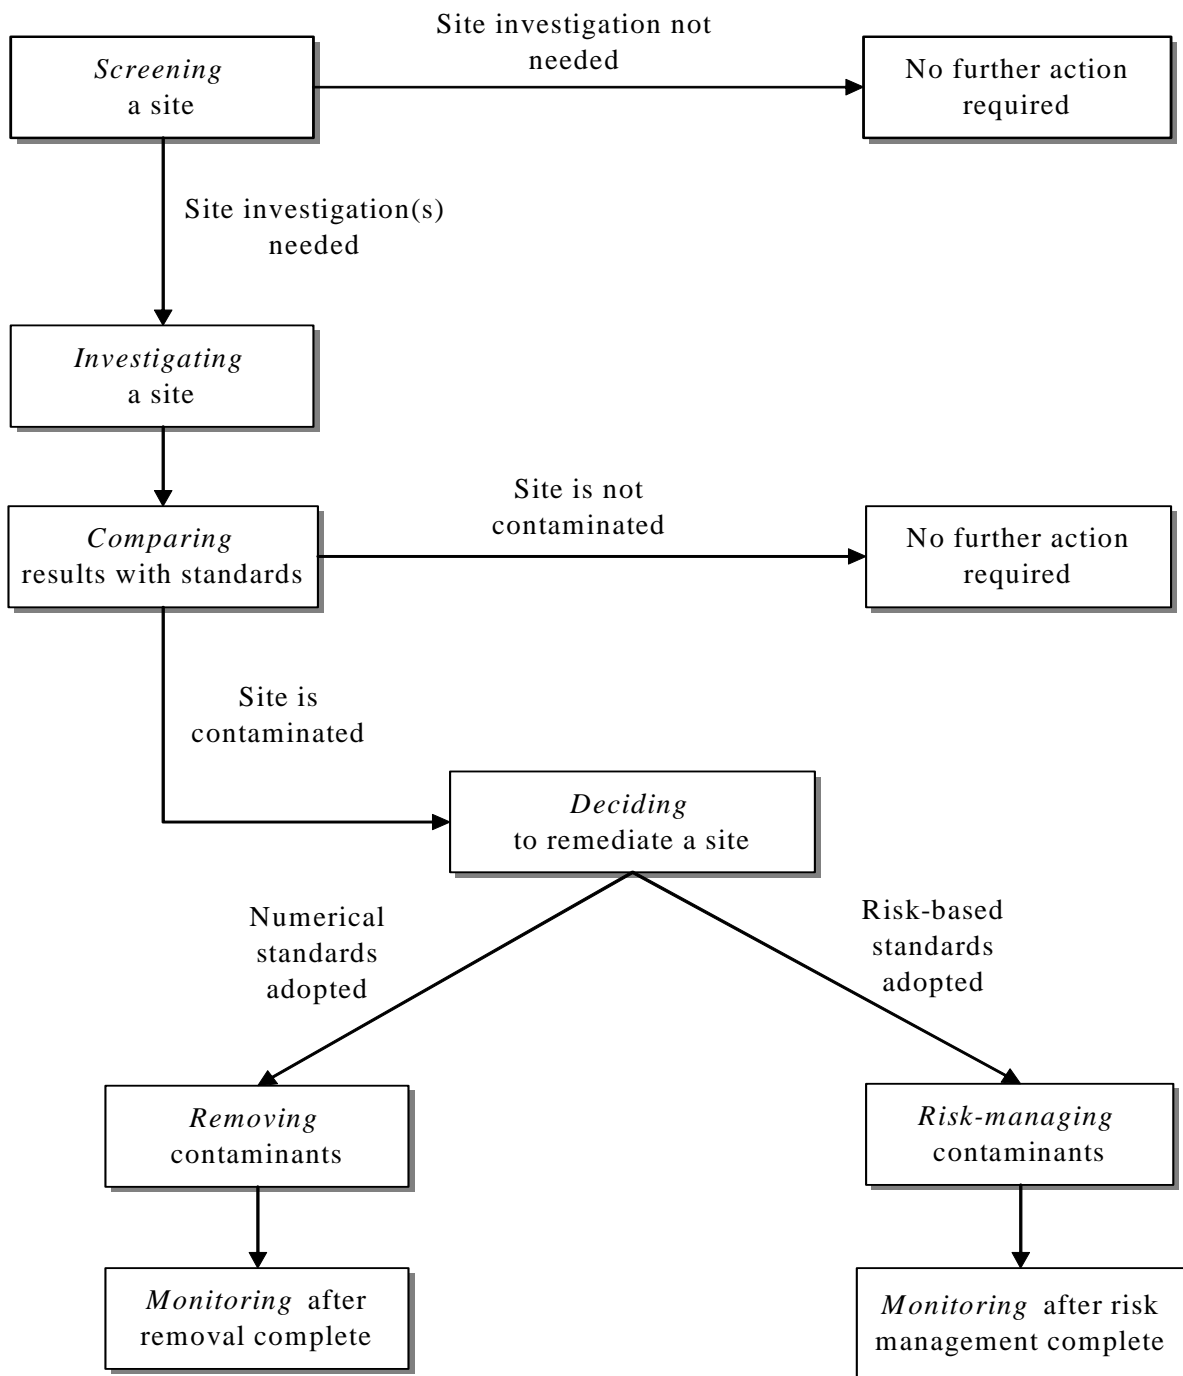 Site investigation not
needed
Screening
a site
No further action
required
Site investigation(s)
needed
Investigating
a site
Site is not
contaminated
Comparing
results with standards
No further action
required
Site is
contaminated
Deciding
to remediate a site
Numerical
standards
adopted
Risk-based
standards
adopted
Removing
contaminants
Risk-managing
contaminants
Monitoring after
removal complete
Monitoring after risk
management complete